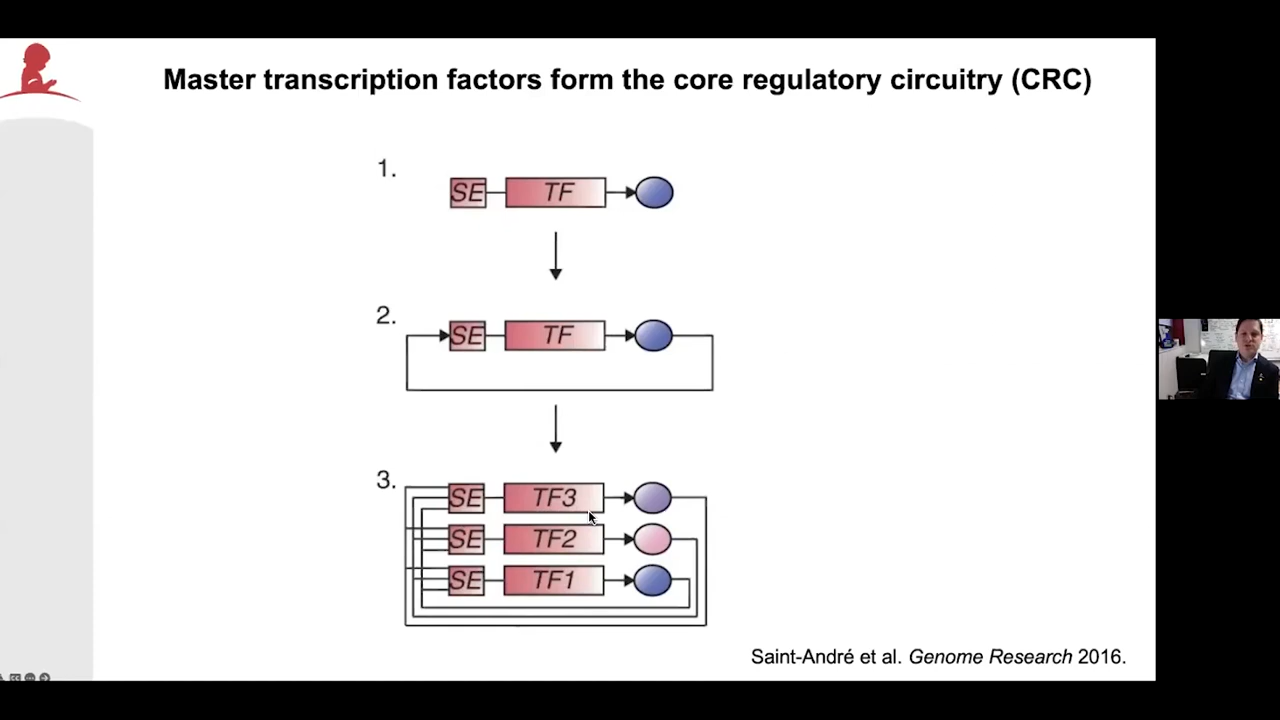 Master transcription factors form the core regulatory circuitry (CRC)
1.
SE TF
2.
SE TF
3.
SE TF3
SE TF2
SE TF1
Saint-André et al. Genome Research 2016.